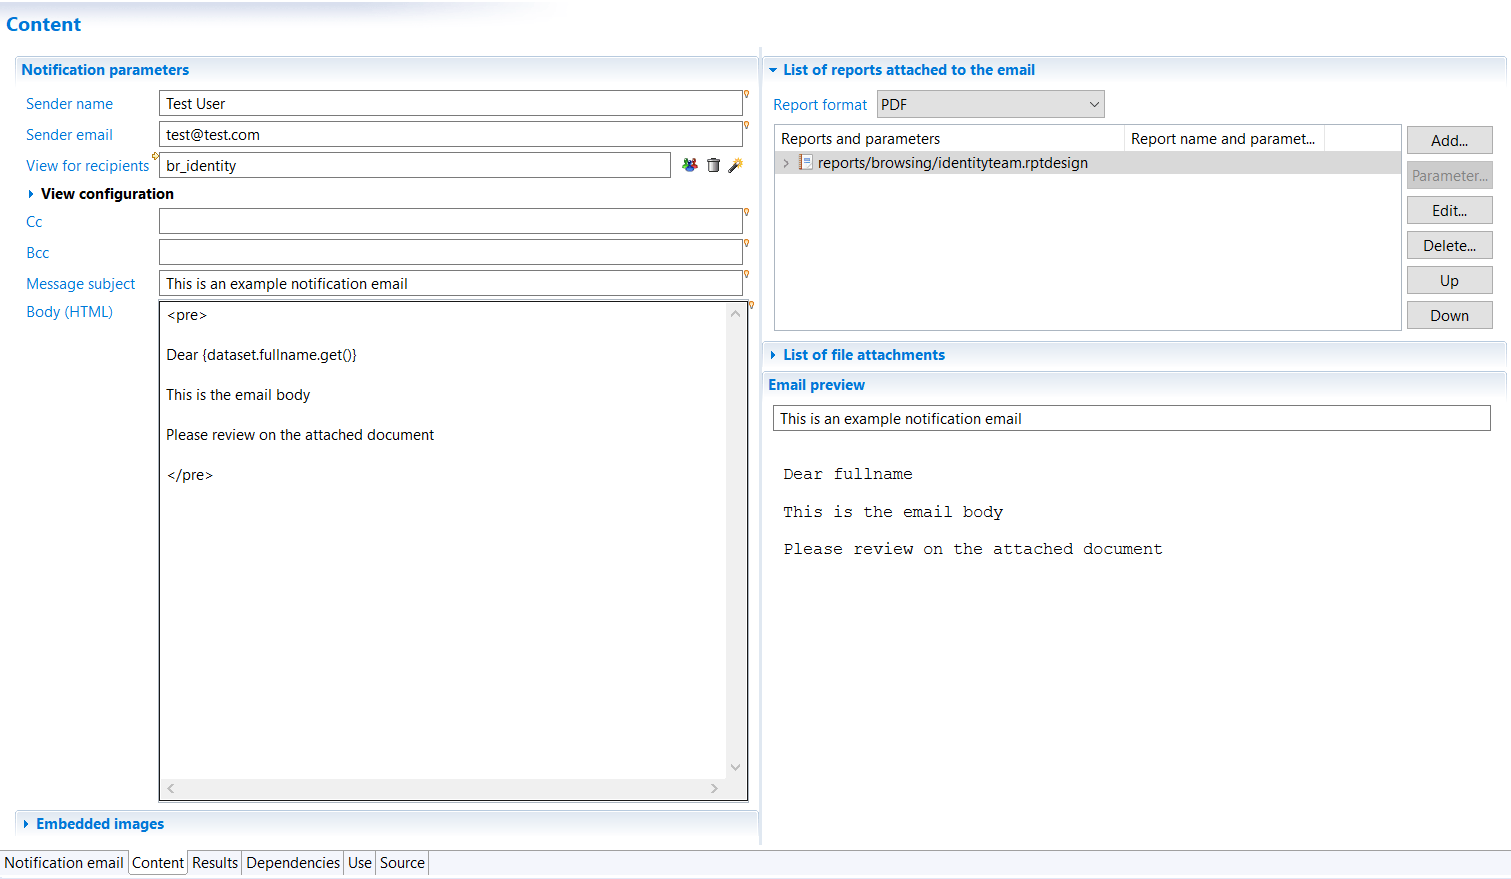 Content
Notification parameters
Sender name
Test User
Sender email
test@test.com
View for recipients
br_identity
View configuration
Cc
Bcc
Message subject
This is an example notification email
Body (HTML)
<pre>
Dear {dataset.fullname.get()}
This is the email body
Please review on the attached document
</pre>
Embedded images
List of reports attached to the email
Report format
PDF
Reports and parameters
Report name and paramet...
reports/browsing/identityteam.rptdesign
Add...
Parameter...
Edit...
Delete...
Up
Down
List of file attachments
Email preview
This is an example notification email
Dear fullname
This is the email body
Please review on the attached document
Notification email
Content
Results
Dependencies
Use
Source